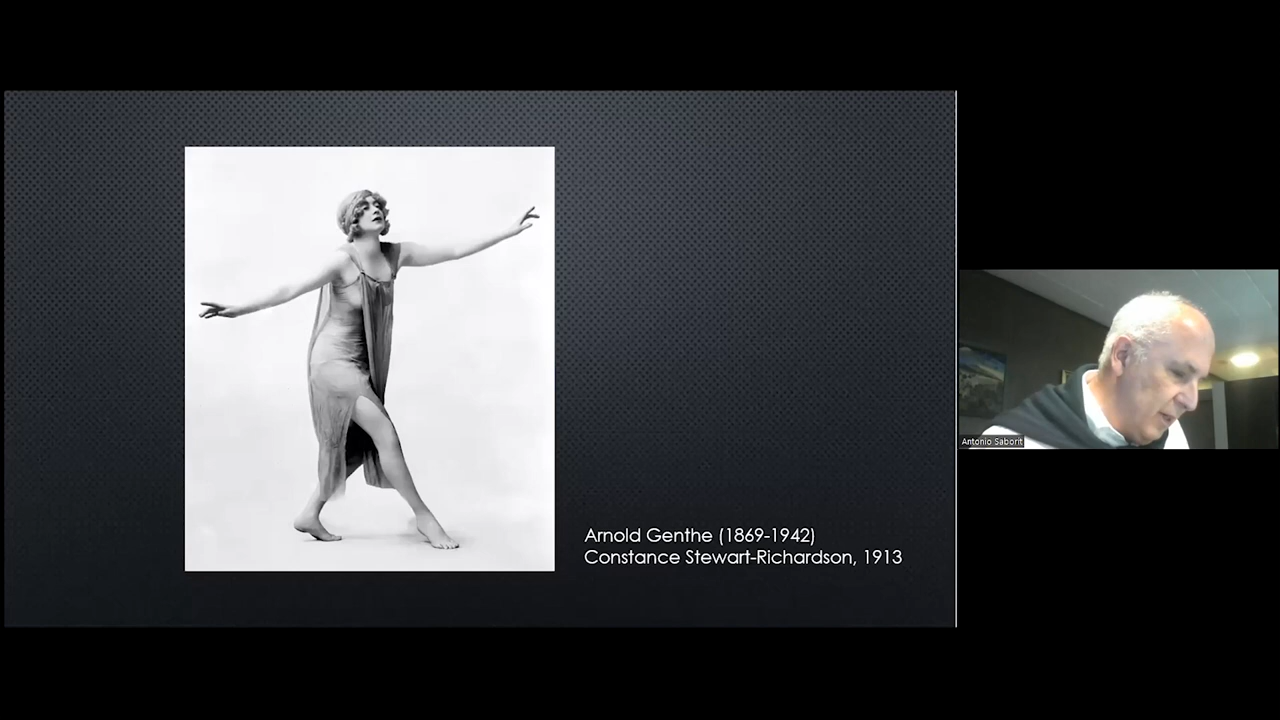 Arnold Genthe (1869-1942)
Constance Stewart-Richardson, 1913
Antonio Saborit